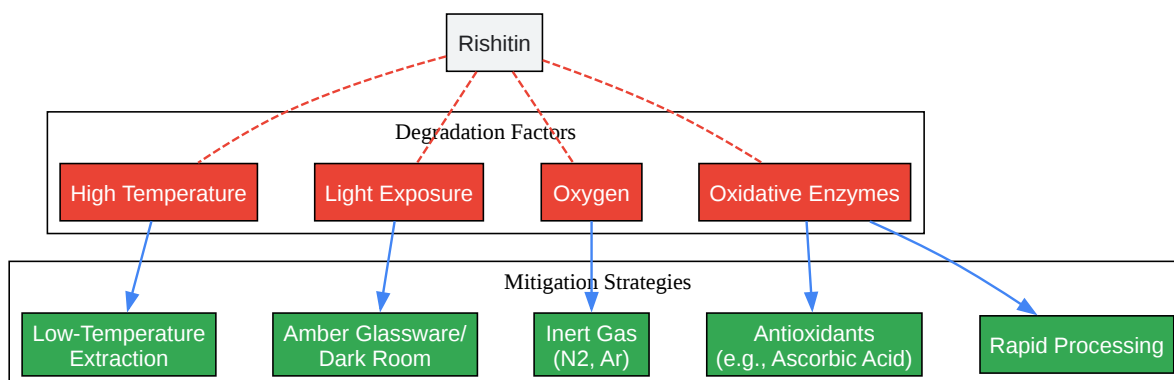 Rishitin
Degradation Factors
High Temperature
Light Exposure
Oxygen
Oxidative Enzymes
Mitigation Strategies
Low-Temperature
Extraction
Amber Glassware/
Dark Room
Inert Gas
(N2, Ar)
Antioxidants
(e.g., Ascorbic Acid)
Rapid Processing